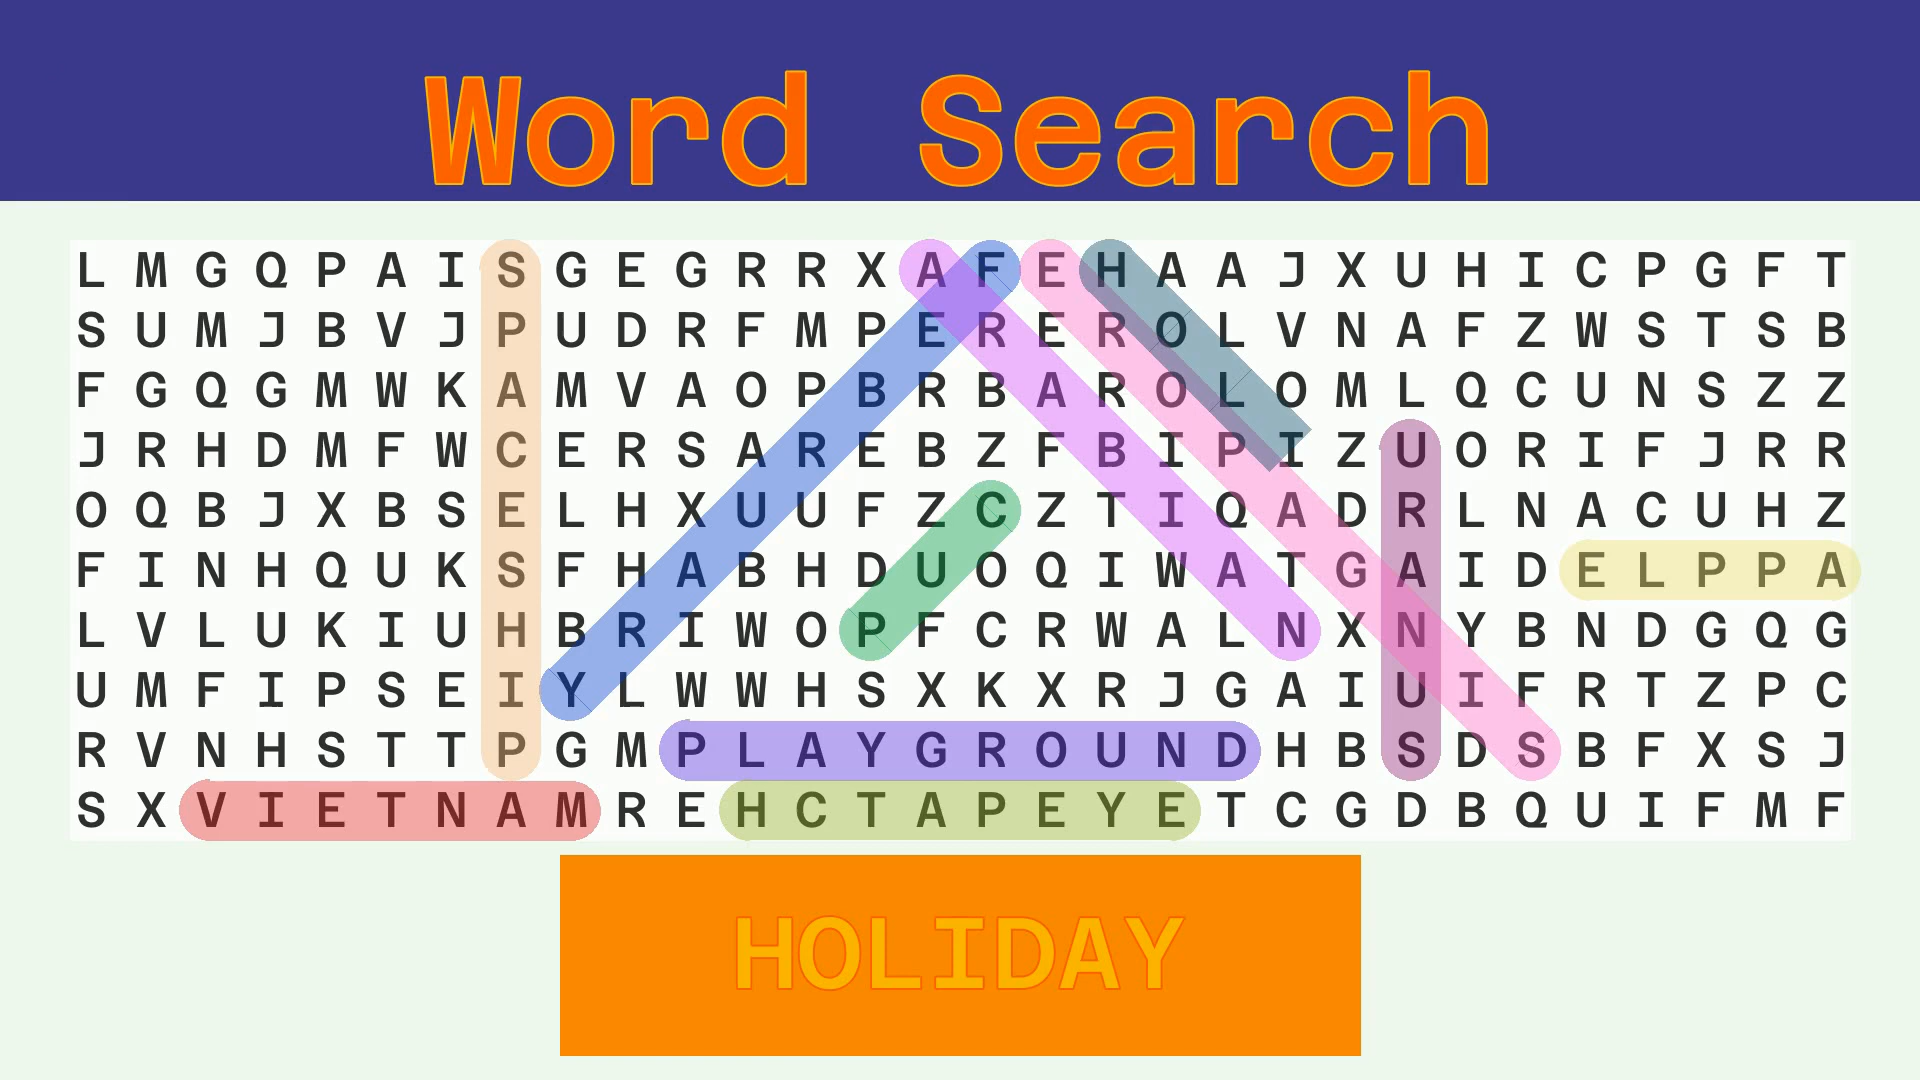 Word Search
L M G Q P A I S G E G R R X A F E H A A J X U H I C P G F T
S U M J B V J P U D R F M P E R E R O L V N A F Z W S T S B
F G Q G M W K A M V A O P B R B A R O L O M L Q C U N S Z Z
J R H D M F W C E R S A R E B Z F B I P I Z U O R I F J R R
O Q B J X B S E L H X U U F Z C Z T I Q A D R L N A C U H Z
F I N H Q U K S F H A B H D U O Q I W A T G A I D E L P P A
L V L U K I U H B R I W O P F C R W A L N X N Y B N D G Q G
U M F I P S E I Y L W W H S X K X R J G A I U I F R T Z P C
R V N H S T T P G M P L A Y G R O U N D H B S D S B F X S J
S X V I E T N A M R E H C T A P E Y E T C G D B Q U I F M F
HOLIDAY